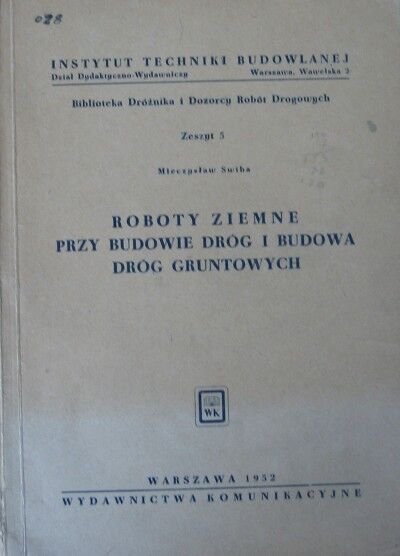 028
INSTYTUT TECHNIKI BUDOWLANEJ
Dział Dydaktyczno-Wydawniczy Warszawa, Wawelska 2
Biblioteka Dróżnika i Dozorcy Robót Drogowych
Zeszyt 5
Mieczysław Swiba
ROBOTY ZIEMNE
PRZY BUDOWIE DRÓG I BUDOWA
DRÓG GRUNTOWYCH
WK
WARSZAWA 1952
WYDAWNICTWA KOMUNIKACYJNE